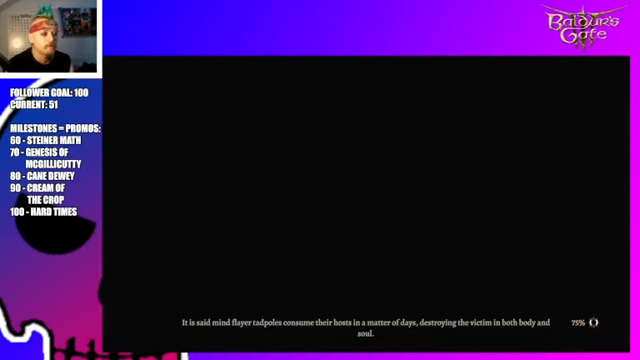 BALDUR'S
GATE
FOLLOWER GOAL: 100
CURRENT: 51
MILESTONES = PROMOS:
60 - STEINER MATH
70 - GENESIS OF
MCGILLICUTTY
80 - CANE DEWEY
90 - CREAM OF
THE CROP
100 - HARD TIMES
It is said mind flayer tadpoles consume their hosts in a matter of days, destroying the victim in both body and
soul.
75%